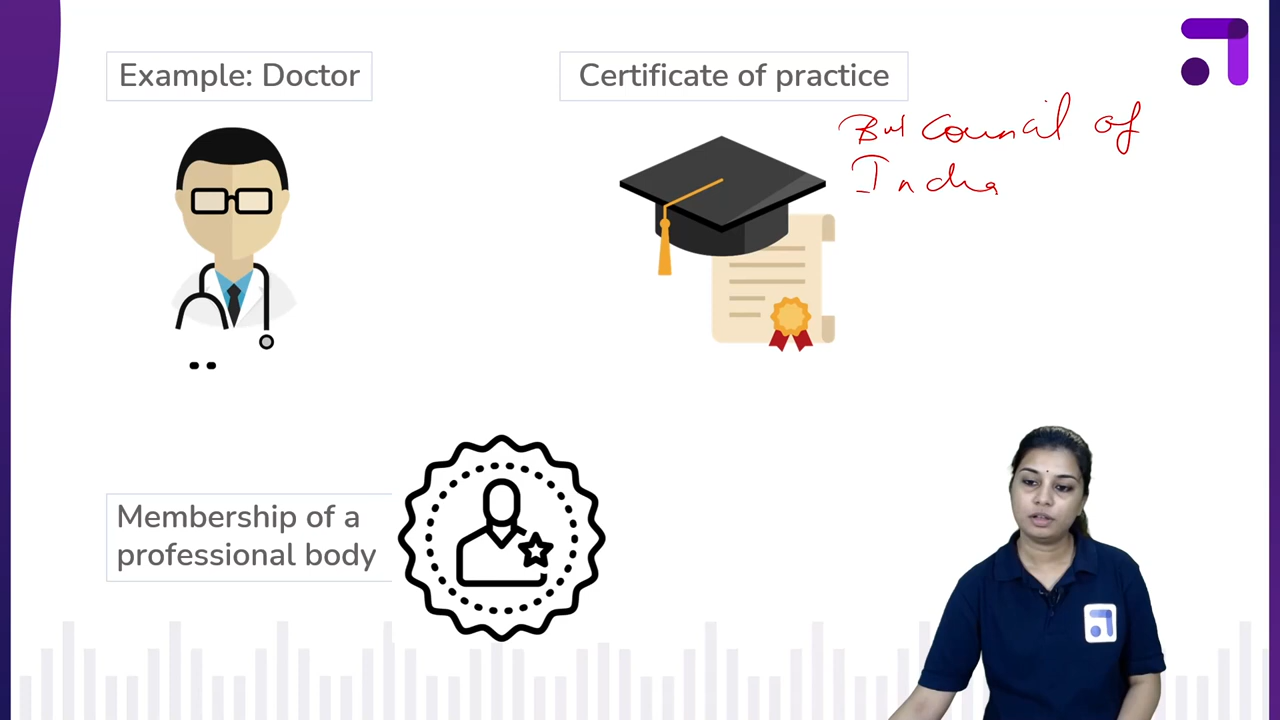 Example: Doctor
Certificate of practice
Bar Council of
India
Membership of a
professional body